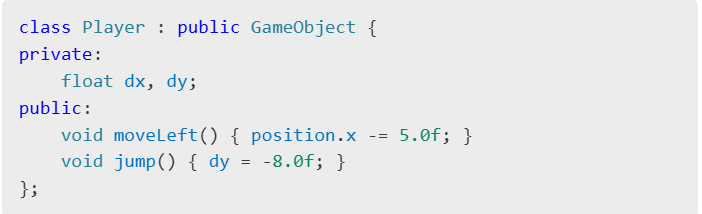 class Player : public GameObject {
private:
    float dx, dy;
public:
    void moveLeft() { position.x -= 5.0f; }
    void jump() { dy = -8.0f; }
};